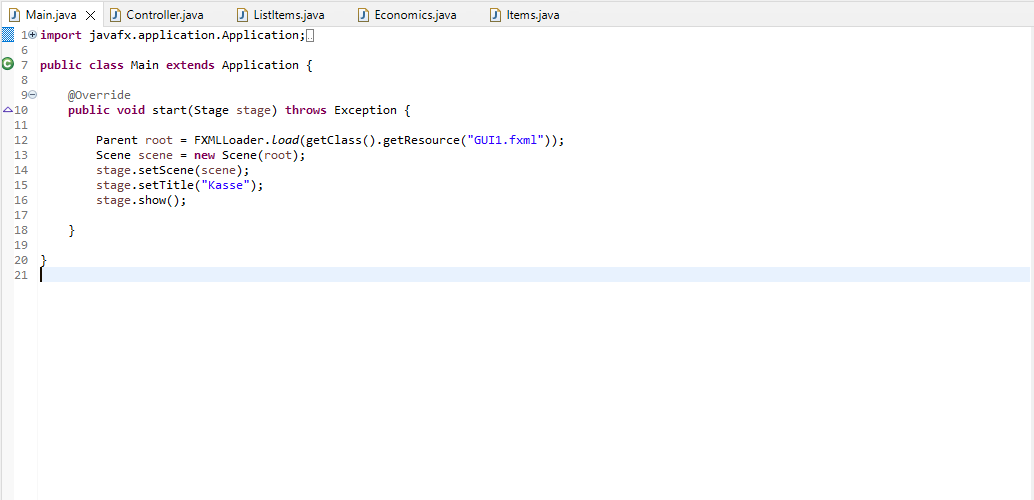 Main.java Controller.java ListItems.java Economics.java Items.java
1 import javafx.application.Application;
6
7 public class Main extends Application {
8
9 @Override
10 public void start(Stage stage) throws Exception {
11
12 Parent root = FXMLLoader.load(getClass().getResource("GUI1.fxml"));
13 Scene scene = new Scene(root);
14 stage.setScene(scene);
15 stage.setTitle("Kasse");
16 stage.show();
17
18 }
19
20 }
21